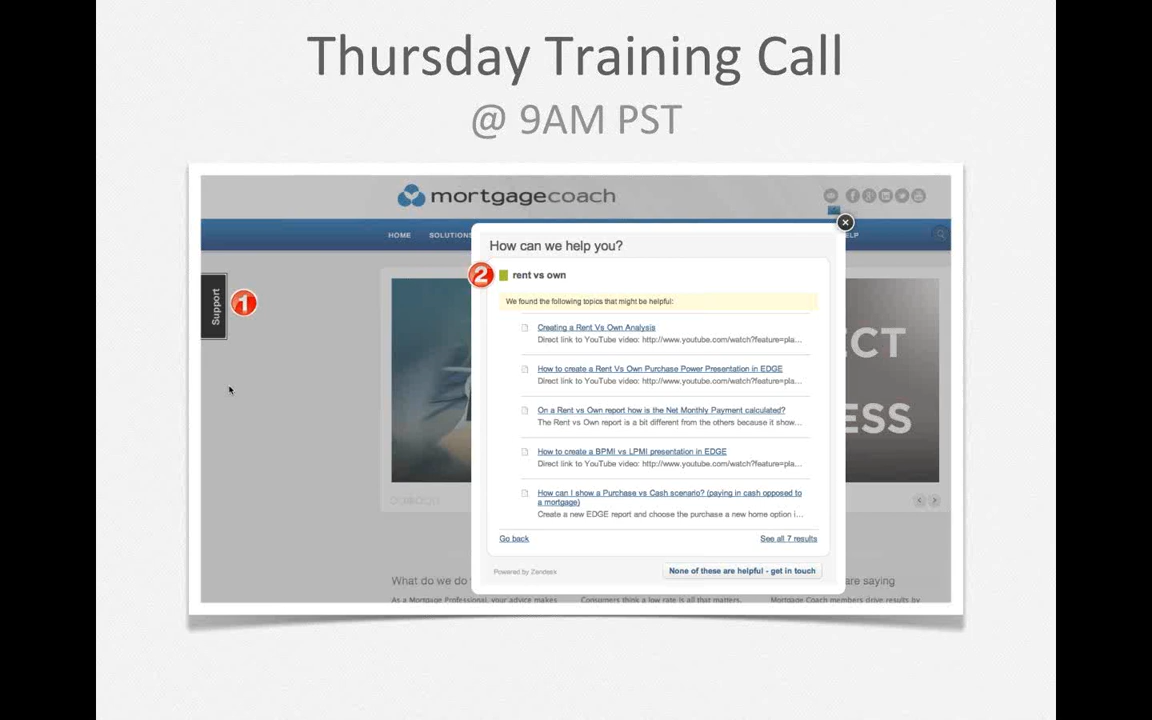 Thursday Training Call
@ 9AM PST
mortgagecoach
HOME SOLUTIONS ELP
Support 1
How can we help you?
2 rent vs own
We found the following topics that might be helpful:
Creating a Rent Vs Own Analysis
Direct link to YouTube video: http://www.youtube.com/watch?feature=pla...
How to create a Rent Vs Own Purchase Power Presentation in EDGE
Direct link to YouTube video: http://www.youtube.com/watch?feature=pla...
On a Rent vs Own report how is the Net Monthly Payment calculated?
The Rent vs Own report is a bit different from the others because it show...
How to create a BPMI vs LPMI presentation in EDGE
Direct link to YouTube video: http://www.youtube.com/watch?feature=pla...
How can I show a Purchase vs Cash scenario? (paying in cash opposed to
a mortgage)
Create a new EDGE report and choose the purchase a new home option i...
Go back See all 7 results
Powered by Zendesk None of these are helpful - get in touch
ECT
ESS
What do we do are saying
As a Mortgage Professional, your advice makes Consumers think a low rate is all that matters. Mortgage Coach members drive results by